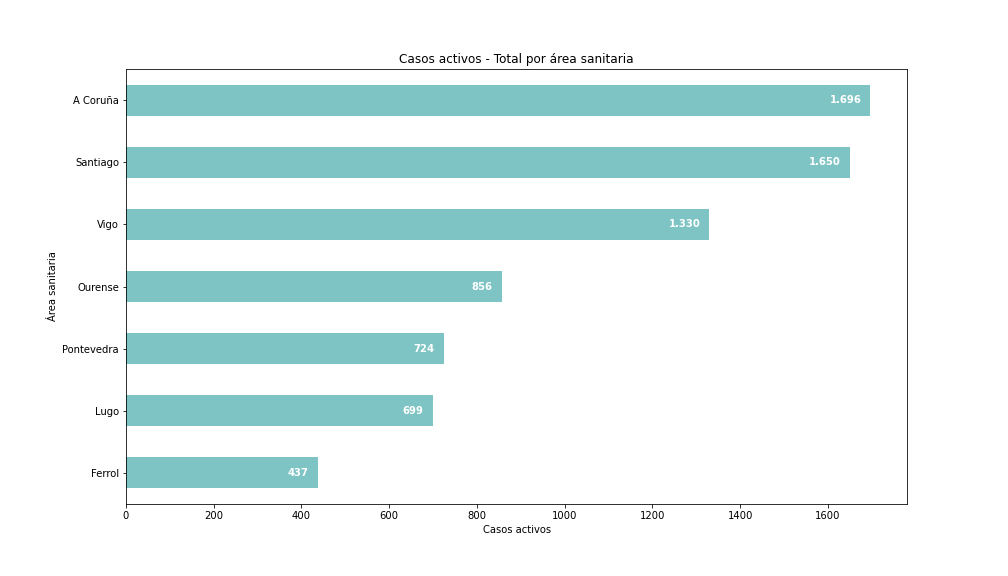 Casos activos - Total por área sanitaria
A Coruña
1.696
Santiago
1.650
Vigo
1.330
Área sanitaria
Ourense
856
Pontevedra
724
Lugo
699
Ferrol
437
0 200 400 600 800 1000 1200 1400 1600
Casos activos